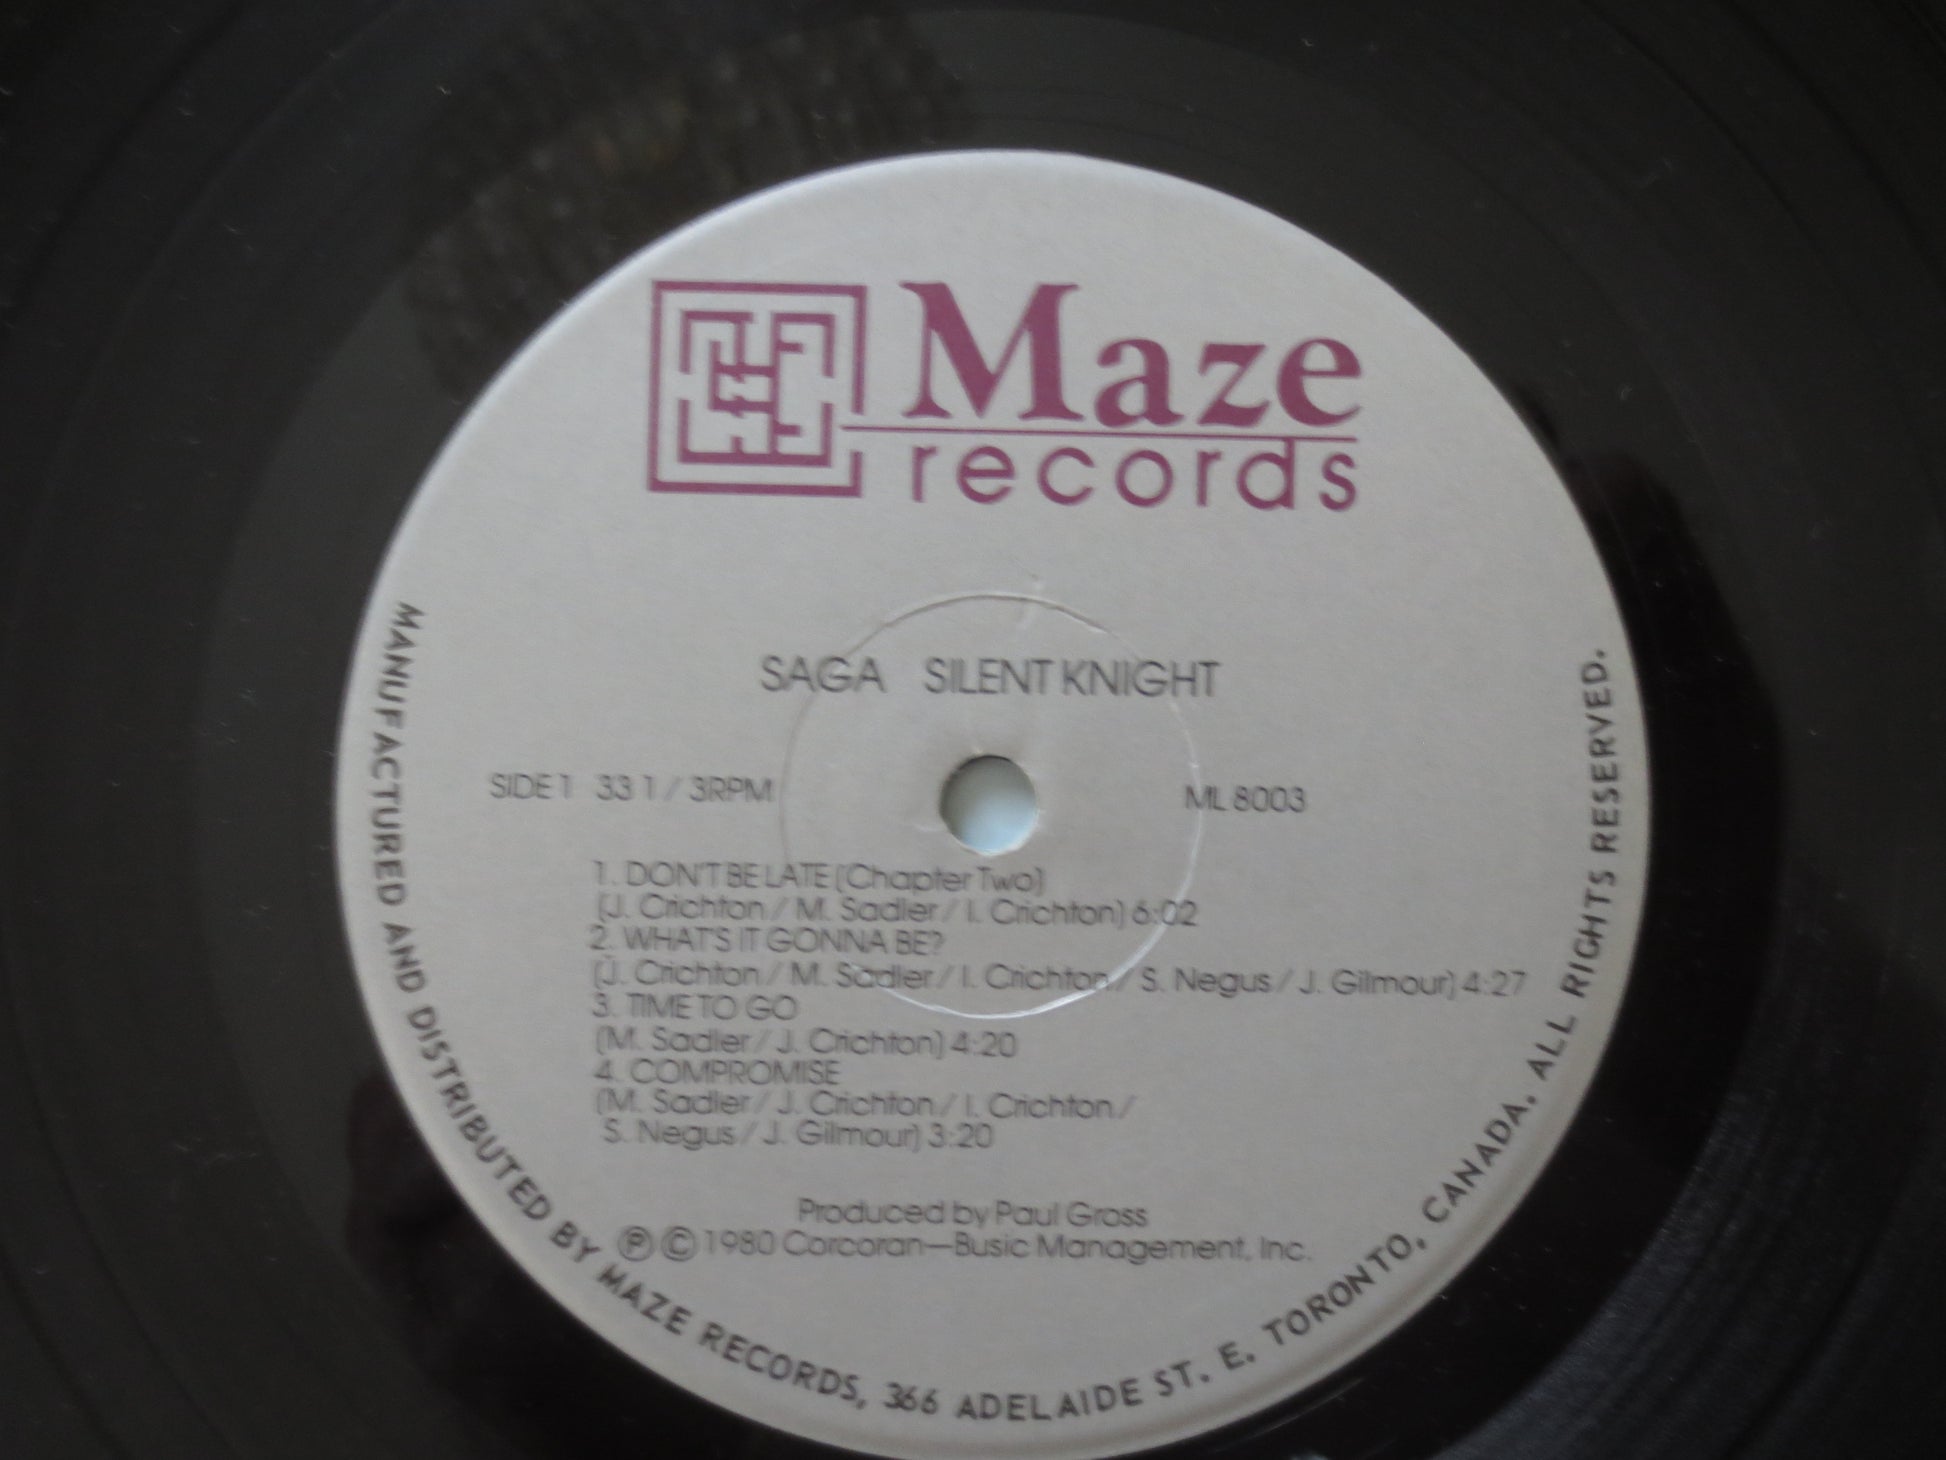 Maze
records
SAGA SILENT KNIGHT
SIDE 1 33 1/3RPM ML 8003
1. DON'T BE LATE (Chapter Two)
(J. Crichton / M. Sadler / I. Crichton) 6:02
2. WHAT'S IT GONNA BE?
(J. Crichton / M. Sadler / I. Crichton / S. Negus / J. Gilmour) 4:27
3. TIME TO GO
(M. Sadler / J. Crichton) 4:20
4. COMPROMISE
(M. Sadler / J. Crichton / I. Crichton /
S. Negus / J. Gilmour) 3:20
Produced by Paul Gross
℗ © 1980 Corcoran—Busic Management, Inc.
MANUFACTURED AND DISTRIBUTED BY MAZE RECORDS, 366 ADELAIDE ST. E. TORONTO, CANADA. ALL RIGHTS RESERVED.